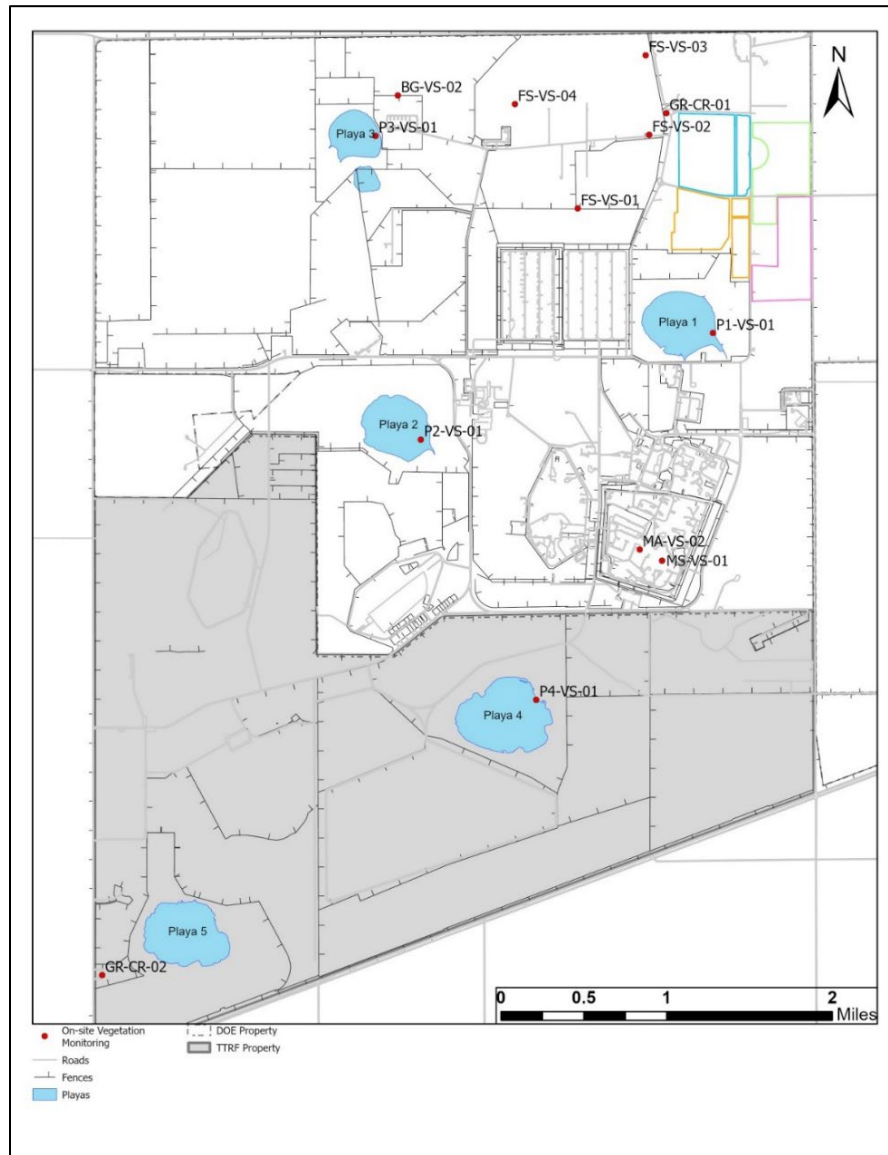 FS-VS-03
N
BG-VS-02
FS-VS-04
GR-CR-01
Playa 3
P3-VS-01
FS-VS-02
FS-VS-01
Playa 1
P1-VS-01
Playa 2
P2-VS-01
MA-VS-02
MS-VS-01
P4-VS-01
Playa 4
Playa 5
GR-CR-02
0 0.5 1 2
Miles
On-site Vegetation
Monitoring
Roads
Fences
Playas
DOE Property
TTRF Property